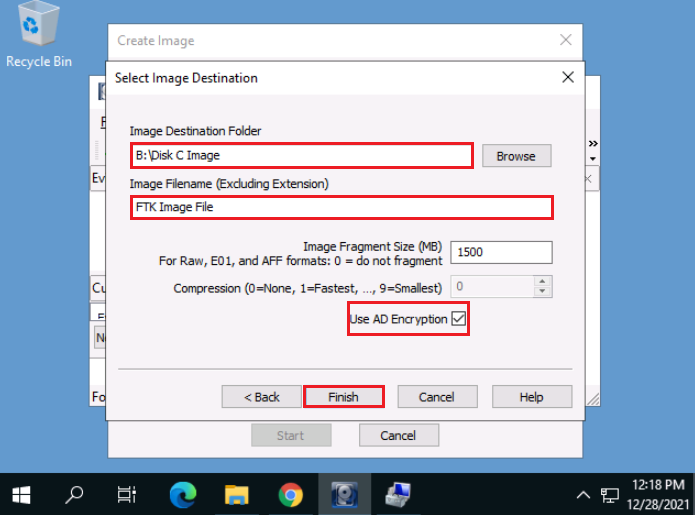 Recycle Bin
Create Image
Select Image Destination
Image Destination Folder
B:\Disk C Image
Browse
Image Filename (Excluding Extension)
FTK Image File
Image Fragment Size (MB)
For Raw, E01, and AFF formats: 0 = do not fragment
1500
Compression (0=None, 1=Fastest, ..., 9=Smallest)
0
Use AD Encryption
< Back
Finish
Cancel
Help
Start
Cancel
Ev
Cu
Fo
12:18 PM
12/28/2021